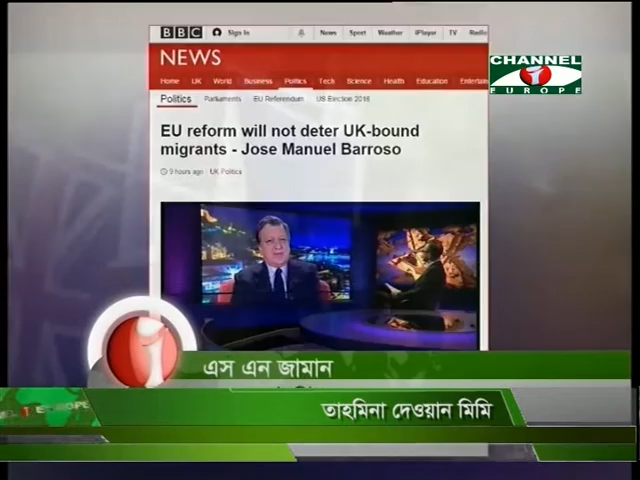 BBC Sign in News Sport Weather iPlayer TV Radio
NEWS
Home UK World Business Politics Tech Science Health Education Entertain
CHANNEL
i
EUROPE
Politics Parliaments EU Referendum US Election 2016
EU reform will not deter UK-bound
migrants - Jose Manuel Barroso
9 hours ago UK Politics
i
এস এন জামান
তাহমিনা দেওয়ান মিমি